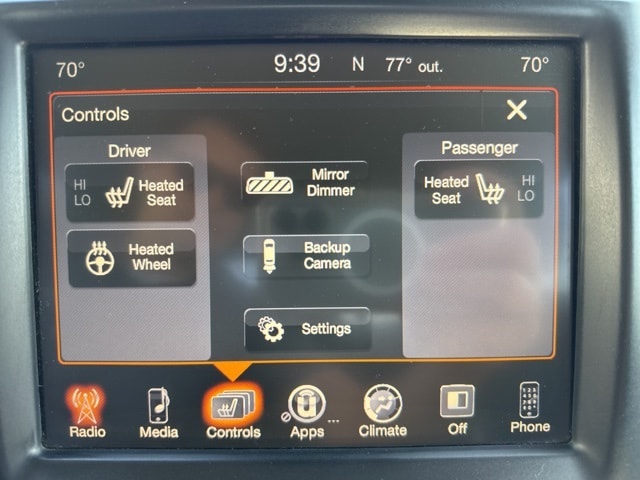 70° 9:39 N 77° out. 70°
Controls
Driver
HI
LO
Heated
Seat
Heated
Wheel
Mirror
Dimmer
Backup
Camera
Settings
Passenger
Heated
Seat
HI
LO
Radio Media Controls Apps ... Climate Off Phone